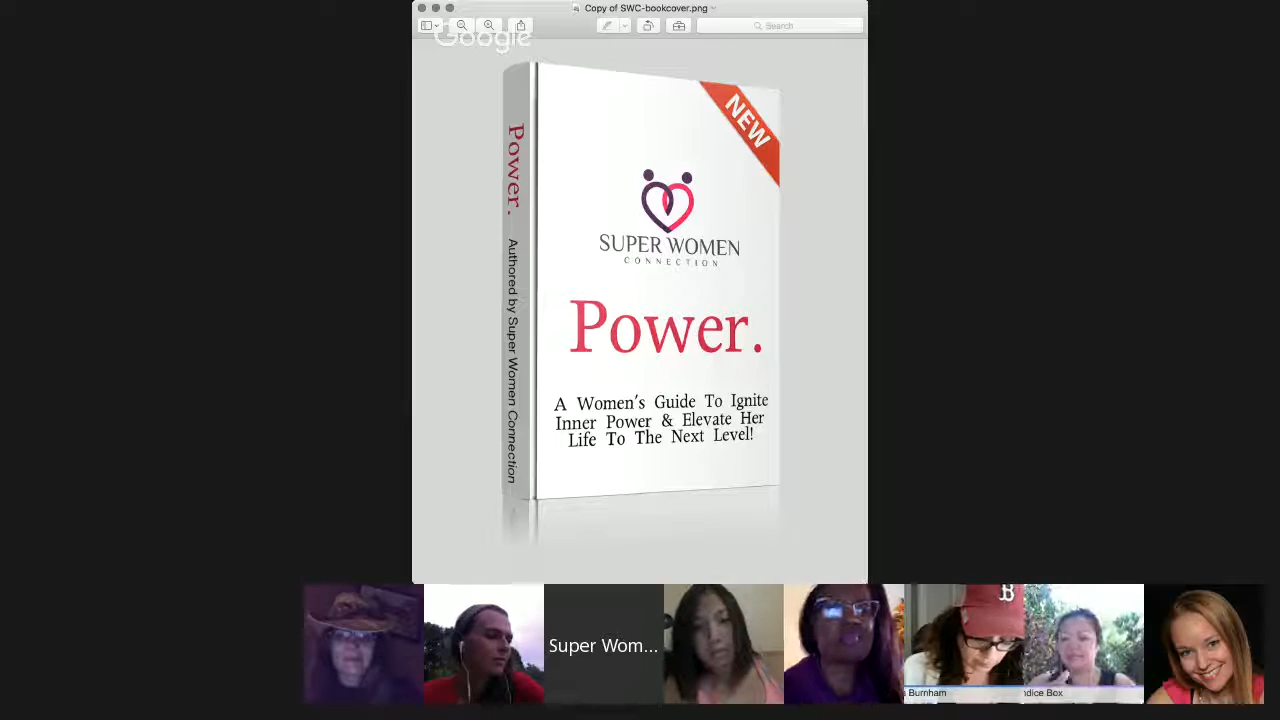 Copy of SWC-bookcover.png
Search
Google
NEW
SUPER WOMEN
CONNECTION
Power.
A Women's Guide To Ignite
Inner Power & Elevate Her
Life To The Next Level!
Power. Authored by Super Women Connection
Super Wom...
B
Burnham
ndice Box